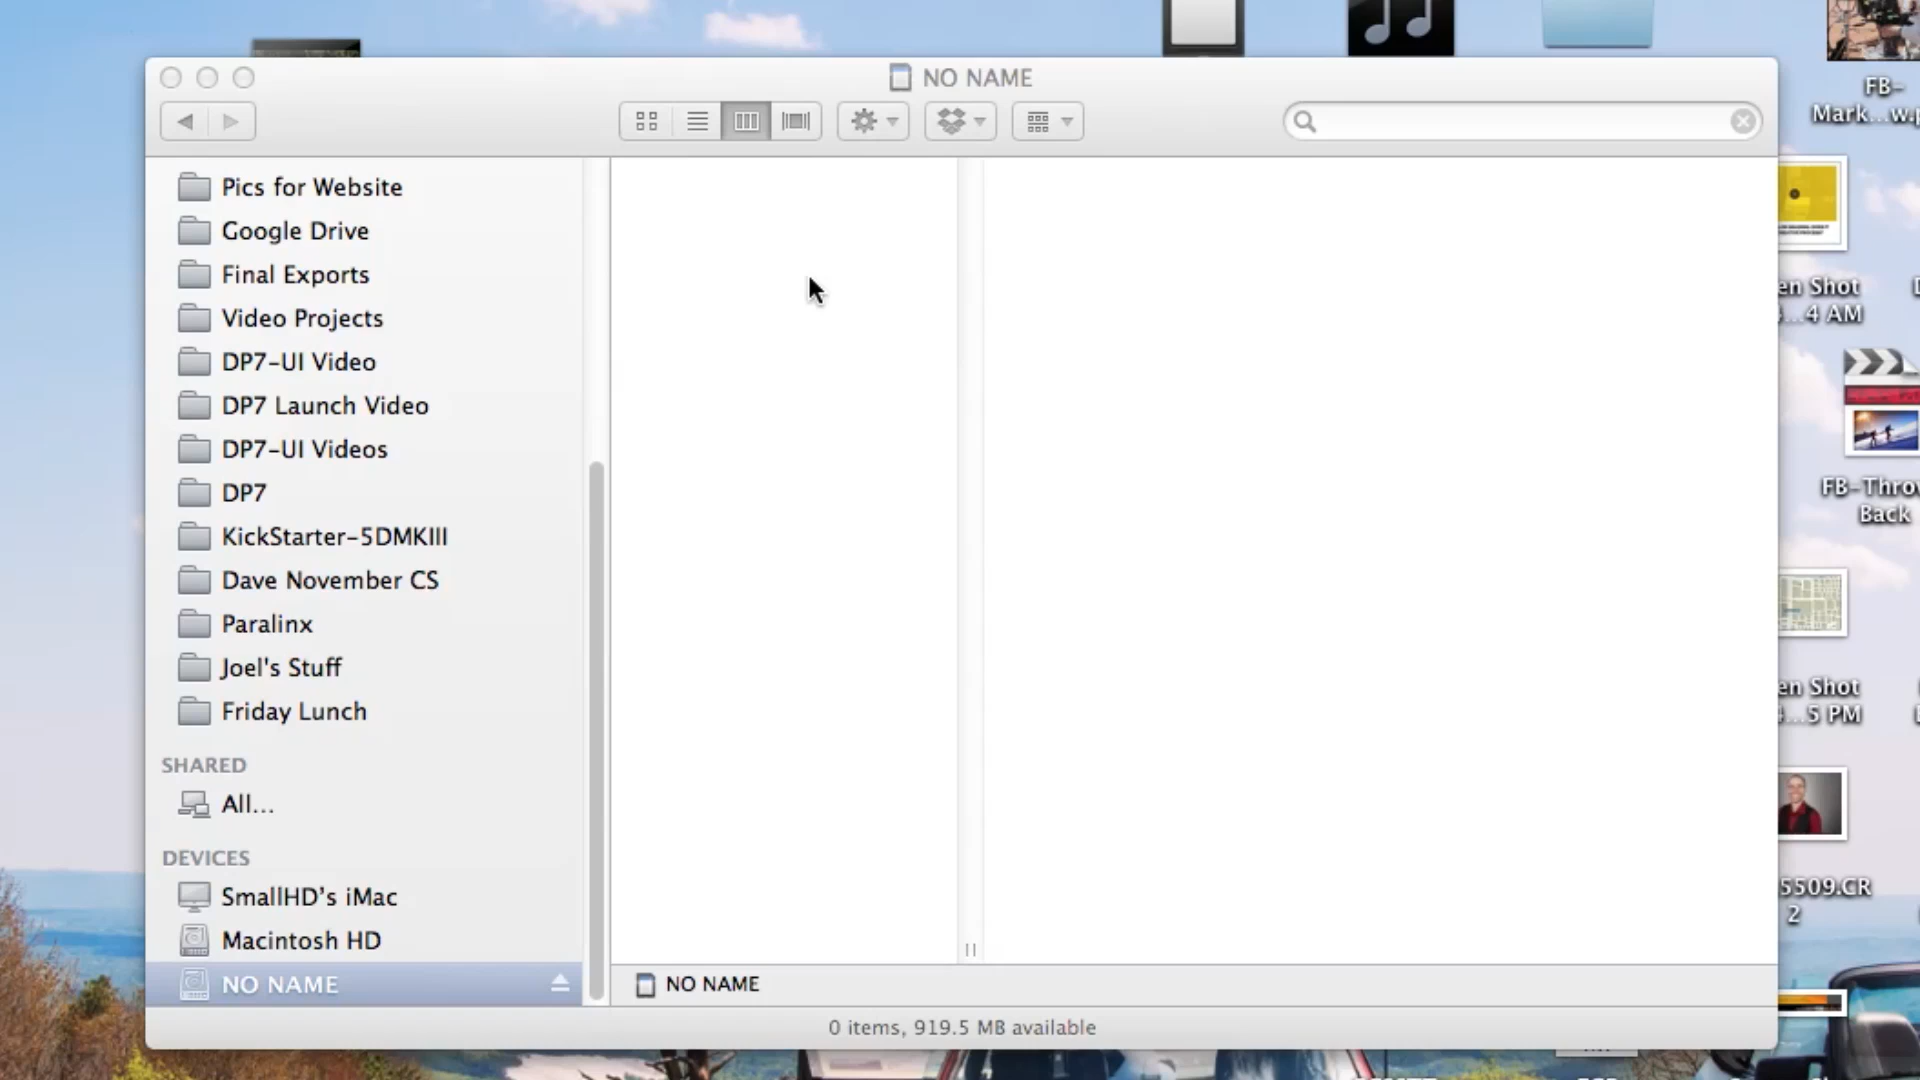 NO NAME
Pics for Website
Google Drive
Final Exports
Video Projects
DP7-UI Video
DP7 Launch Video
DP7-UI Videos
DP7
KickStarter-5DMKIII
Dave November CS
Paralinx
Joel's Stuff
Friday Lunch
SHARED
All...
DEVICES
SmallHD's iMac
Macintosh HD
NO NAME
NO NAME
0 items, 919.5 MB available
FB-
Mark...w.p
en Shot
...4 AM
FB-Throw
Back
en Shot
...5 PM
5509.CR
2